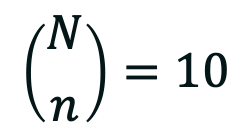 (N n) = 10